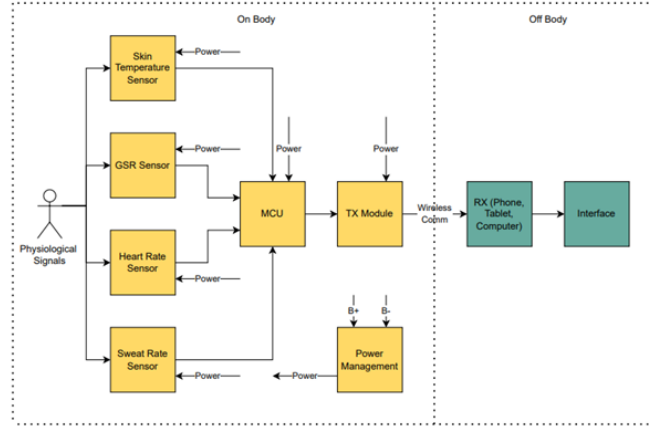 On Body
Off Body
Skin
Temperature
Sensor
Power
GSR Sensor
Power
Power
Power
Physiological
Signals
MCU
TX Module
Wireless
Comm
RX (Phone,
Tablet,
Computer)
Interface
Heart Rate
Sensor
Power
B+
B-
Sweat Rate
Sensor
Power
Power
Power
Management